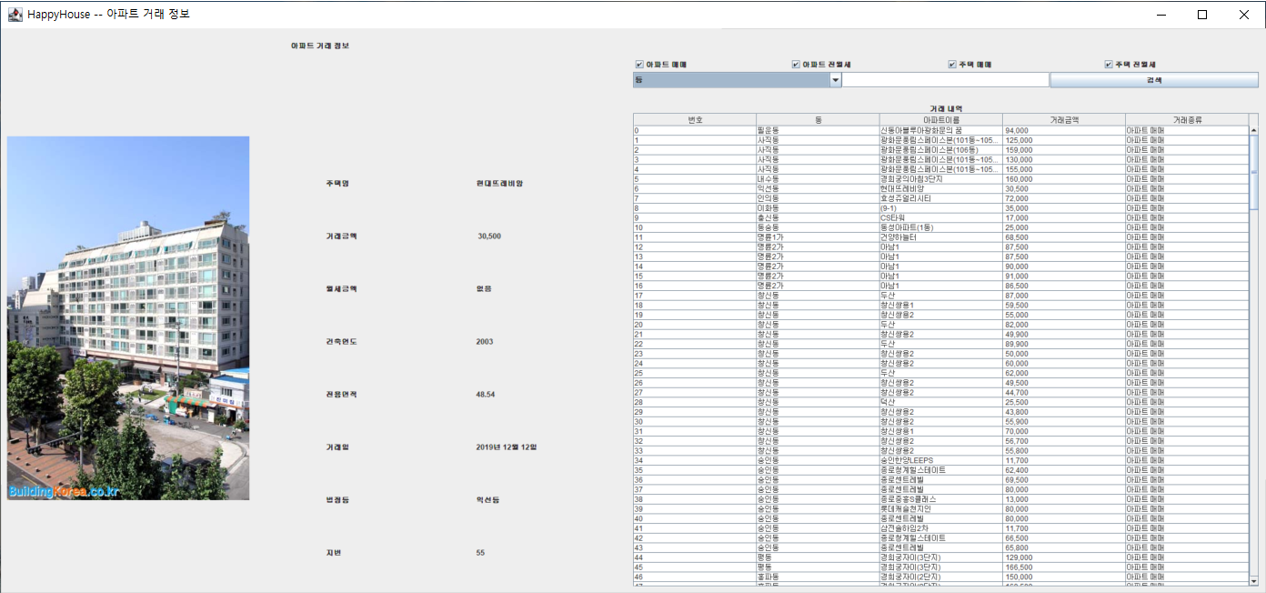 HappyHouse -- 아파트 거래 정보
아파트 거래 정보
아파트 매매 아파트 전월세 주택 매매 주택 전월세
동 검색
거래 내역
번호 동 아파트이름 거래금액 거래종류
0 필운동 신동아블루아광화문의 꿈 94,000 아파트 매매
1 사직동 광화문풍림스페이스본(101동~105... 125,000 아파트 매매
2 사직동 광화문풍림스페이스본(106동) 159,000 아파트 매매
3 사직동 광화문풍림스페이스본(101동~105... 130,000 아파트 매매
4 사직동 광화문풍림스페이스본(101동~105... 155,000 아파트 매매
5 내수동 경희궁의아침3단지 160,000 아파트 매매
6 익선동 현대뜨레비앙 30,500 아파트 매매
7 인의동 효성쥬얼리시티 72,000 아파트 매매
8 이화동 (9-1) 35,000 아파트 매매
9 충신동 CS타워 17,000 아파트 매매
10 동숭동 동성아파트(1동) 25,000 아파트 매매
11 명륜1가 건양하늘터 68,500 아파트 매매
12 명륜2가 아남1 87,500 아파트 매매
13 명륜2가 아남1 87,500 아파트 매매
14 명륜2가 아남1 90,000 아파트 매매
15 명륜2가 아남1 91,000 아파트 매매
16 명륜2가 아남1 86,500 아파트 매매
17 창신동 두산 87,000 아파트 매매
18 창신동 창신쌍용1 59,500 아파트 매매
19 창신동 창신쌍용2 55,000 아파트 매매
20 창신동 두산 82,000 아파트 매매
21 창신동 창신쌍용2 49,900 아파트 매매
22 창신동 두산 89,900 아파트 매매
23 창신동 창신쌍용2 50,000 아파트 매매
24 창신동 창신쌍용2 60,000 아파트 매매
25 창신동 두산 62,000 아파트 매매
26 창신동 창신쌍용2 49,500 아파트 매매
27 창신동 창신쌍용2 44,700 아파트 매매
28 창신동 덕산 25,500 아파트 매매
29 창신동 창신쌍용2 43,800 아파트 매매
30 창신동 창신쌍용2 55,900 아파트 매매
31 창신동 창신쌍용1 70,000 아파트 매매
32 창신동 창신쌍용2 56,700 아파트 매매
33 창신동 창신쌍용2 55,800 아파트 매매
34 숭인동 숭인한양LEEPS 11,700 아파트 매매
35 숭인동 종로청계힐스테이트 62,400 아파트 매매
36 숭인동 종로센트레빌 69,500 아파트 매매
37 숭인동 종로센트레빌 80,000 아파트 매매
38 숭인동 종로중흥S클래스 13,000 아파트 매매
39 숭인동 롯데캐슬천지인 80,000 아파트 매매
40 숭인동 종로센트레빌 80,000 아파트 매매
41 숭인동 삼전솔하임2차 11,700 아파트 매매
42 숭인동 종로청계힐스테이트 66,500 아파트 매매
43 숭인동 종로센트레빌 65,800 아파트 매매
44 평동 경희궁자이(3단지) 129,000 아파트 매매
45 평동 경희궁자이(3단지) 166,500 아파트 매매
46 홍파동 경희궁자이(2단지) 150,000 아파트 매매
주택명 현대뜨레비앙
거래금액 30,500
월세금액 없음
건축연도 2003
전용면적 48.54
거래일 2019년 12월 12일
법정동 익선동
지번 55
BuildingKorea.co.kr